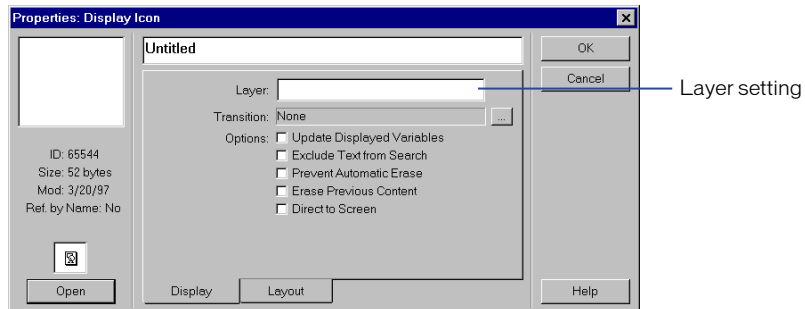 Properties: Display Icon
Untitled
OK
Cancel
Layer:
Layer setting
Transition: None
...
Options: Update Displayed Variables
Exclude Text from Search
Prevent Automatic Erase
Erase Previous Content
Direct to Screen
ID: 65544
Size: 52 bytes
Mod: 3/20/97
Ref. by Name: No
Open
Display
Layout
Help